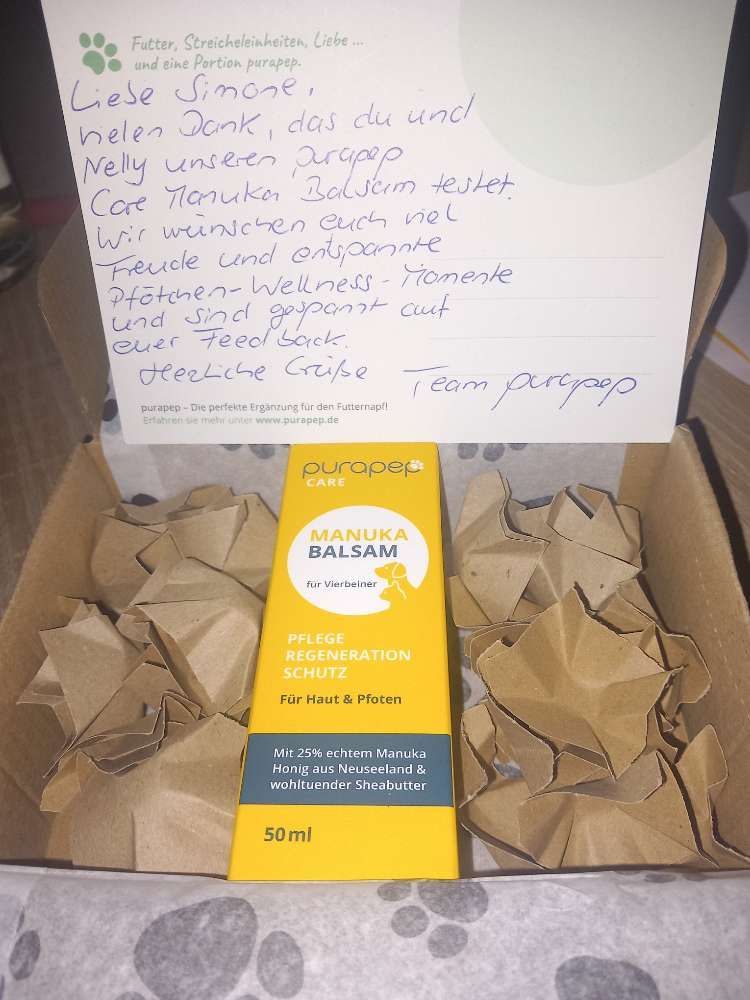 Futter, Streicheleinheiten, Liebe ...
und eine Portion purapep.
Liebe Simone,
vielen Dank, das du und
Nelly unseren purapep
Care Manuka Balsam testet.
Wir wünschen euch viel
Freude und entspannte
Pfötchen-Wellness-Momente
und sind gespannt auf
euer Feedback.
Herzliche Grüße Team purapep
purapep – Die perfekte Ergänzung für den Futternapf!
Erfahren sie mehr unter www.purapep.de
purapep
CARE
MANUKA
BALSAM
für Vierbeiner
PFLEGE
REGENERATION
SCHUTZ
Für Haut & Pfoten
Mit 25% echtem Manuka
Honig aus Neuseeland &
wohltuender Sheabutter
50 ml